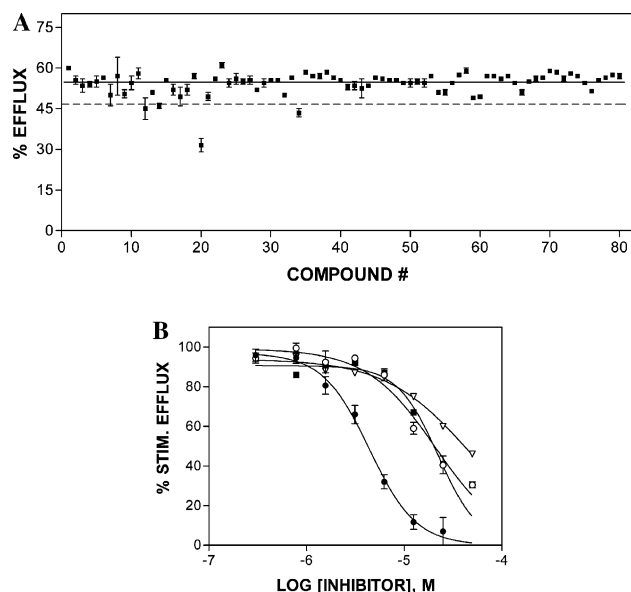 A
% EFFLUX
75
60
45
30
15
0
0 10 20 30 40 50 60 70 80
COMPOUND #
B
% STIM. EFFLUX
100
80
60
40
20
0
-7 -6 -5 -4
LOG [INHIBITOR], M